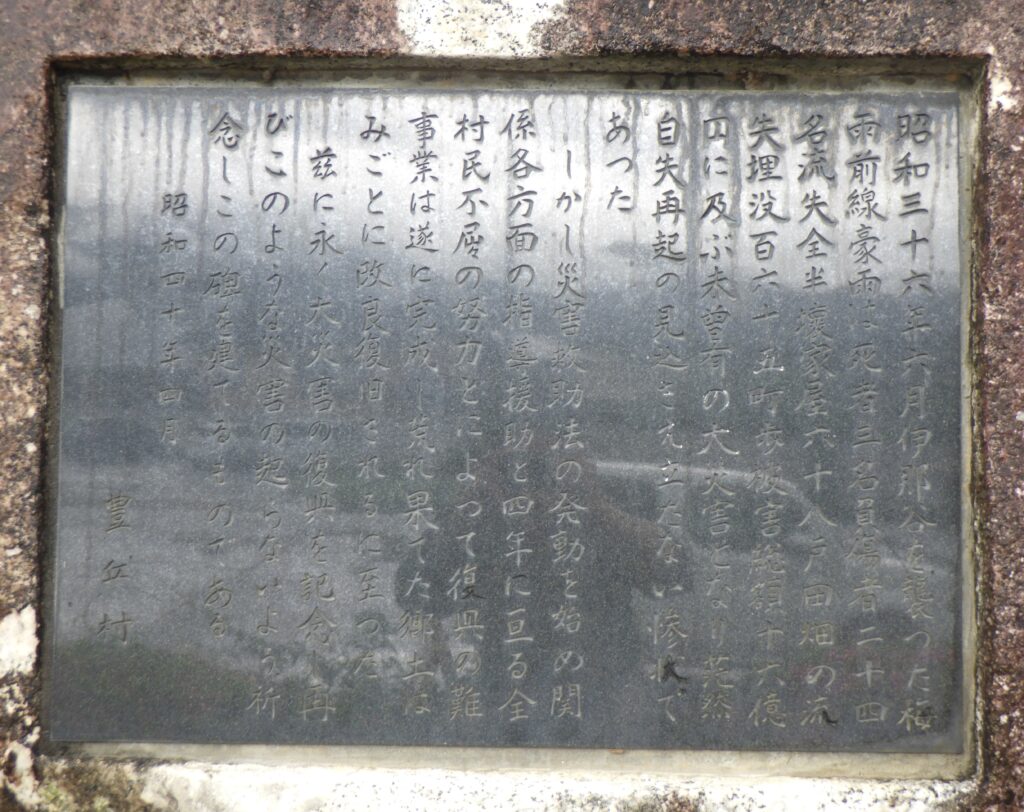 昭和三十六年六月伊那谷を襲つた梅
雨前線豪雨は死者三名負傷者二十四
名流失全半壊家屋六十八戸田畑の流
失埋没百六十五町歩被害総額十六億
円に及ぶ未曽有の大災害となり茫然
自失再起の見込さえ立たない惨状で
あつた
しかし災害救助法の発動を始め関
係各方面の指導援助と四年に亘る全
村民不屈の努力とによつて復興の難
事業は遂に完成し荒れ果てた郷土は
みごとに改良復旧されるに至つた
茲に永く大災害の復興を記念し再
びこのような災害の起らないよう祈
念しこの碑を建てるものである
昭和四十年四月
豊丘村